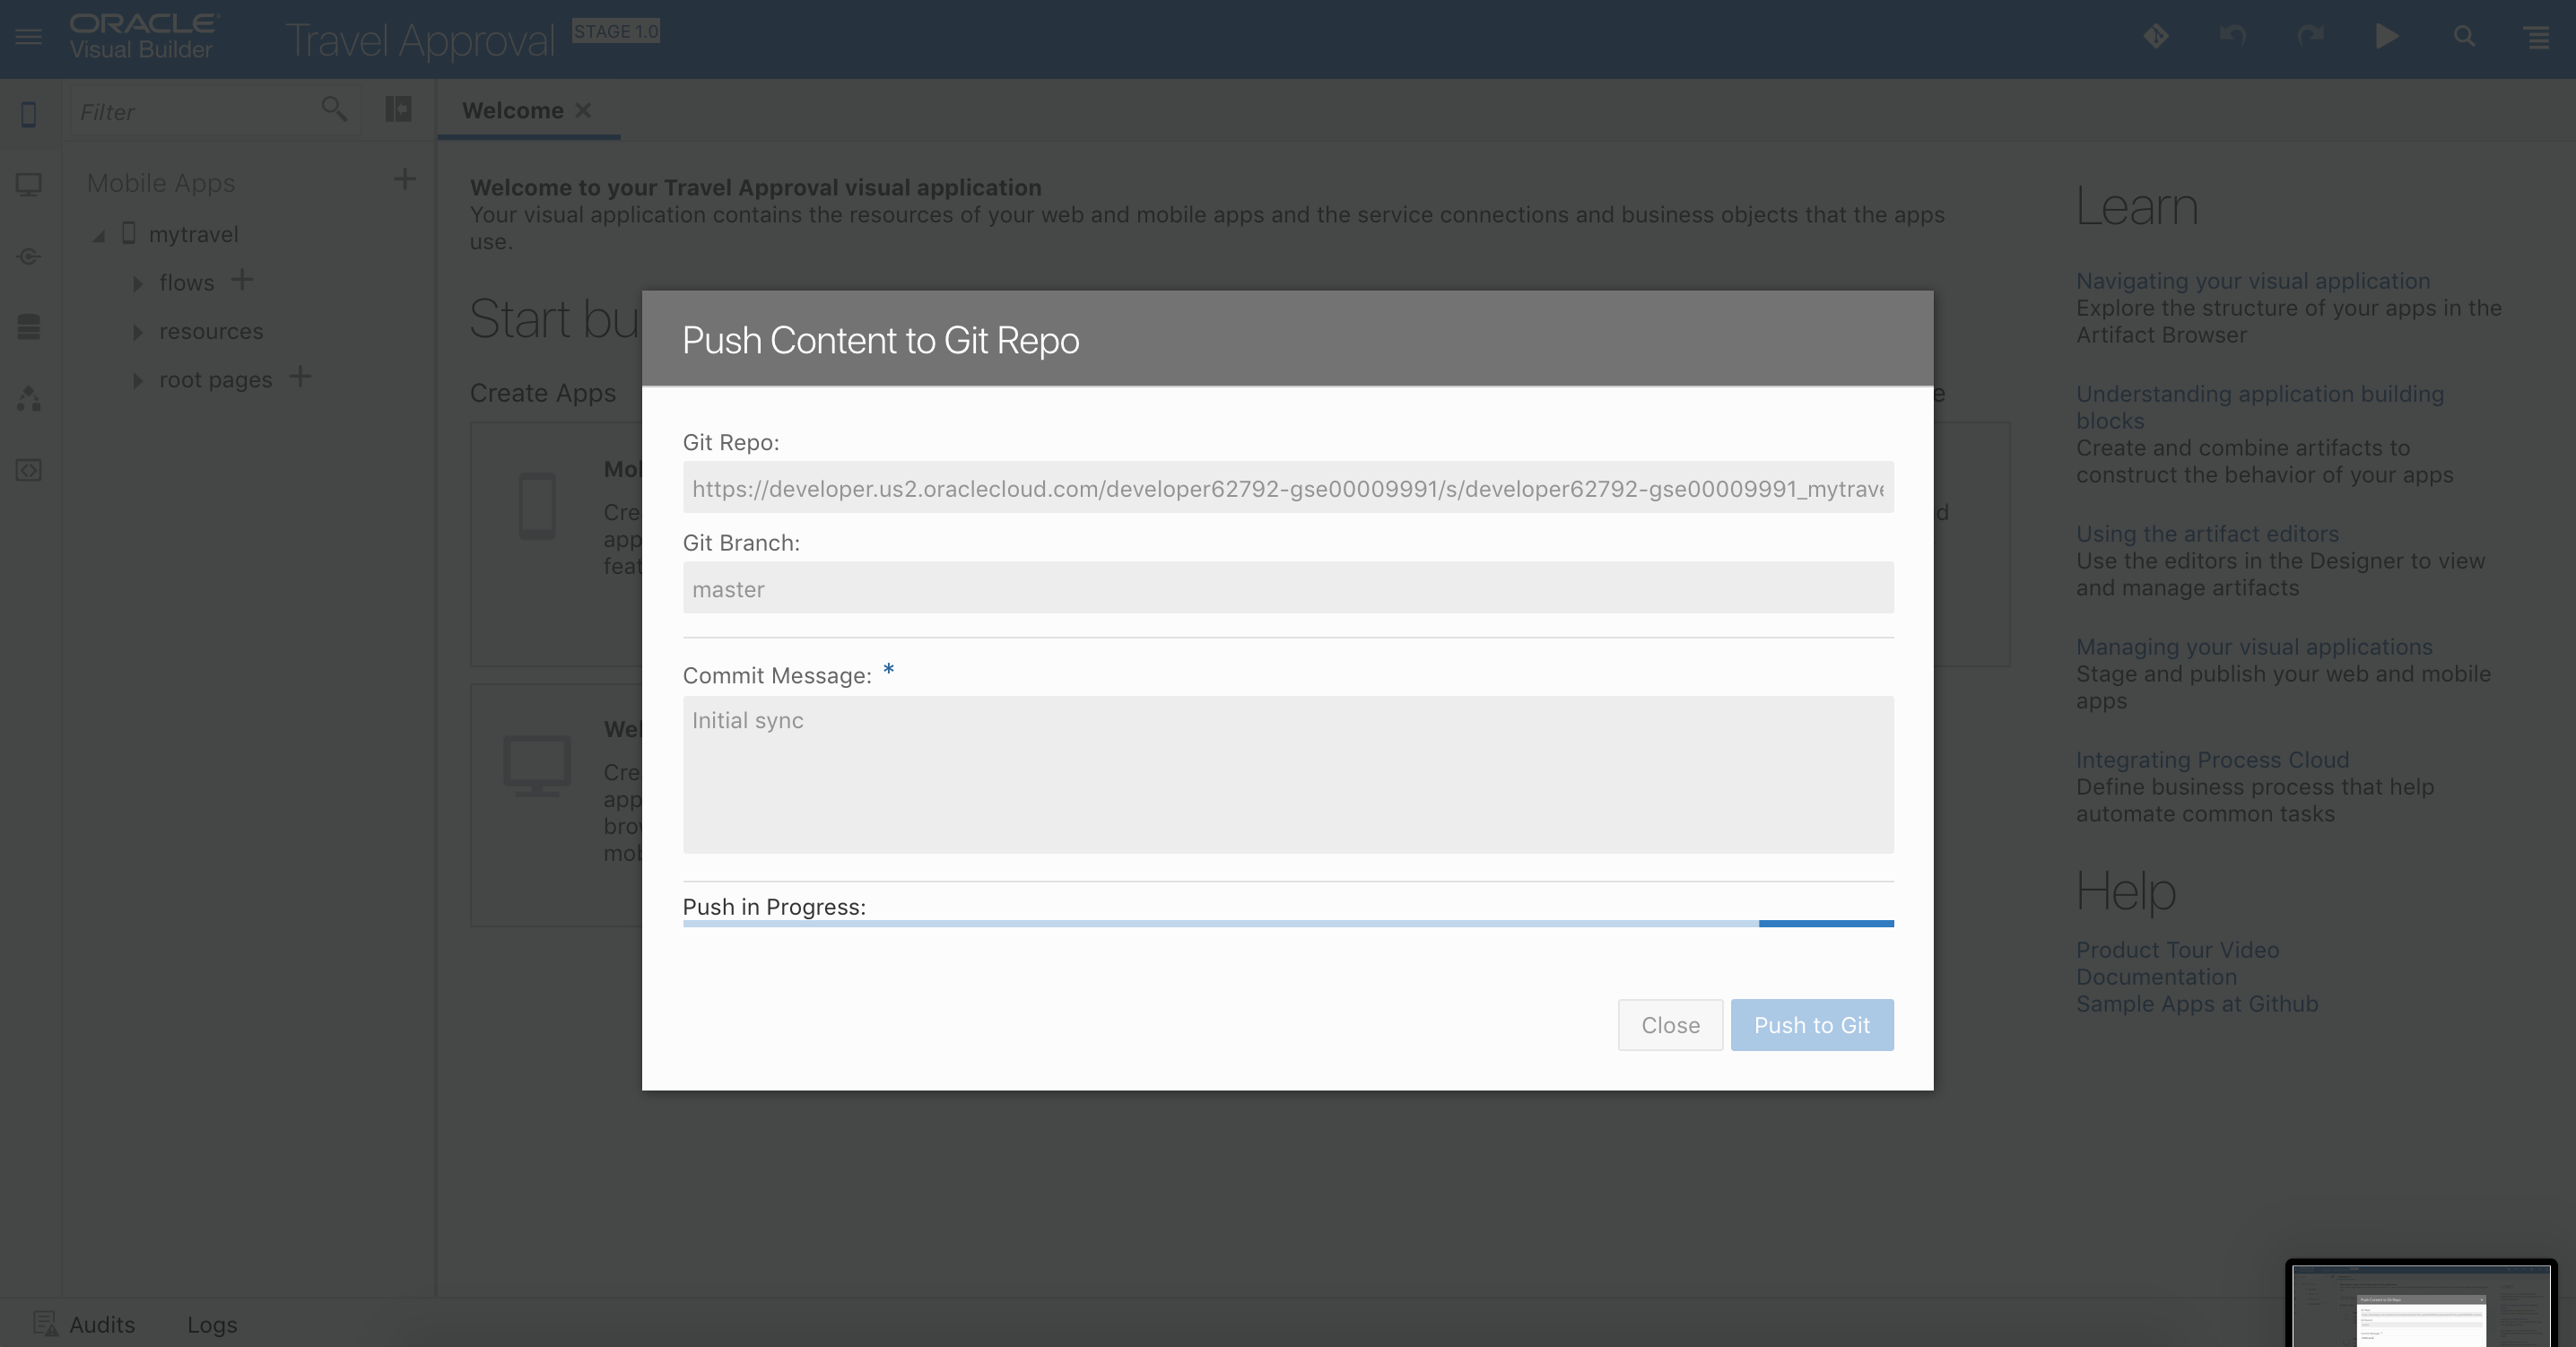 ORACLE
Visual Builder
Travel Approval
STAGE 1.0
Filter
Welcome
Mobile Apps
mytravel
flows
resources
root pages
Welcome to your Travel Approval visual application
Your visual application contains the resources of your web and mobile apps and the service connections and business objects that the apps
use.
Start bu
Create Apps
Mo
Cre
app
feat
We
Cre
app
bro
mob
e
d
Push Content to Git Repo
Git Repo:
https://developer.us2.oraclecloud.com/developer62792-gse00009991/s/developer62792-gse00009991_mytrave
Git Branch:
master
Commit Message: *
Initial sync
Push in Progress:
Close
Push to Git
Learn
Navigating your visual application
Explore the structure of your apps in the
Artifact Browser
Understanding application building
blocks
Create and combine artifacts to
construct the behavior of your apps
Using the artifact editors
Use the editors in the Designer to view
and manage artifacts
Managing your visual applications
Stage and publish your web and mobile
apps
Integrating Process Cloud
Define business process that help
automate common tasks
Help
Product Tour Video
Documentation
Sample Apps at Github
Audits
Logs